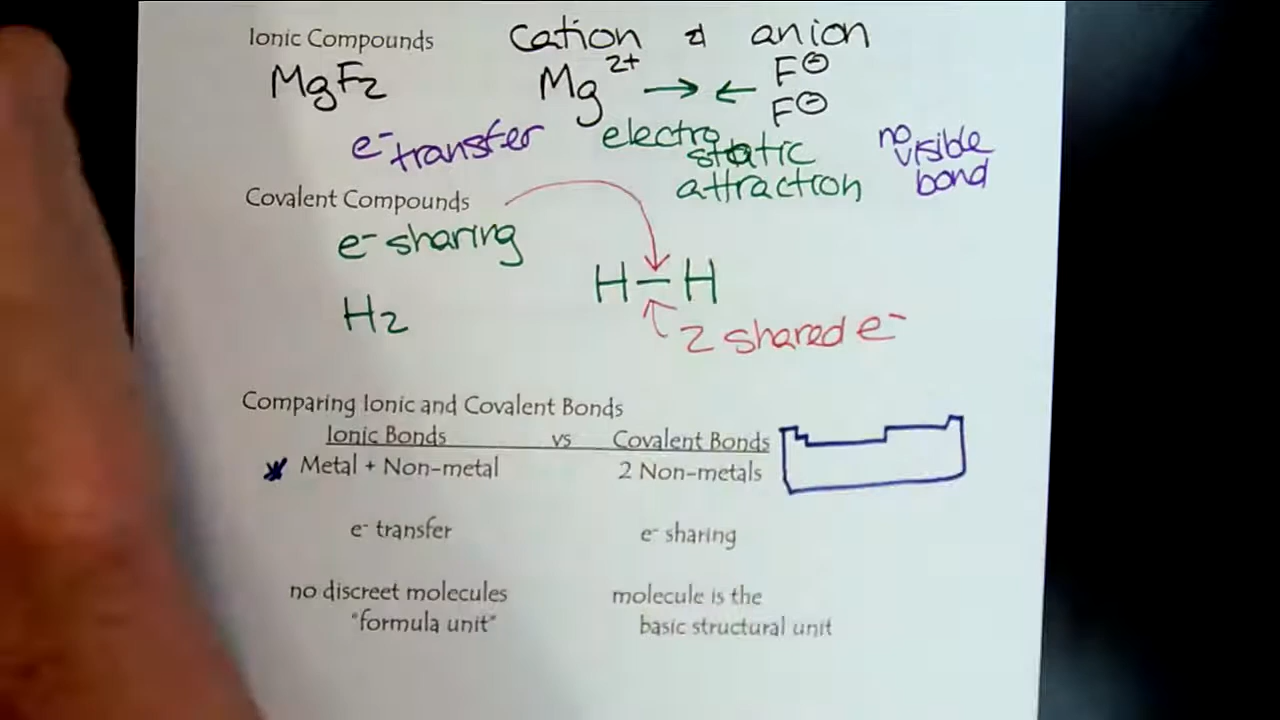 Ionic Compounds cation & anion
MgF2 Mg2+ → ← F⊖
F⊖
e- transfer electrostatic attraction no visible bond
Covalent Compounds
e- sharing
H—H
H2
2 shared e-
Comparing Ionic and Covalent Bonds
Ionic Bonds vs Covalent Bonds
Metal + Non-metal 2 Non-metals
e- transfer e- sharing
no discreet molecules molecule is the
"formula unit" basic structural unit